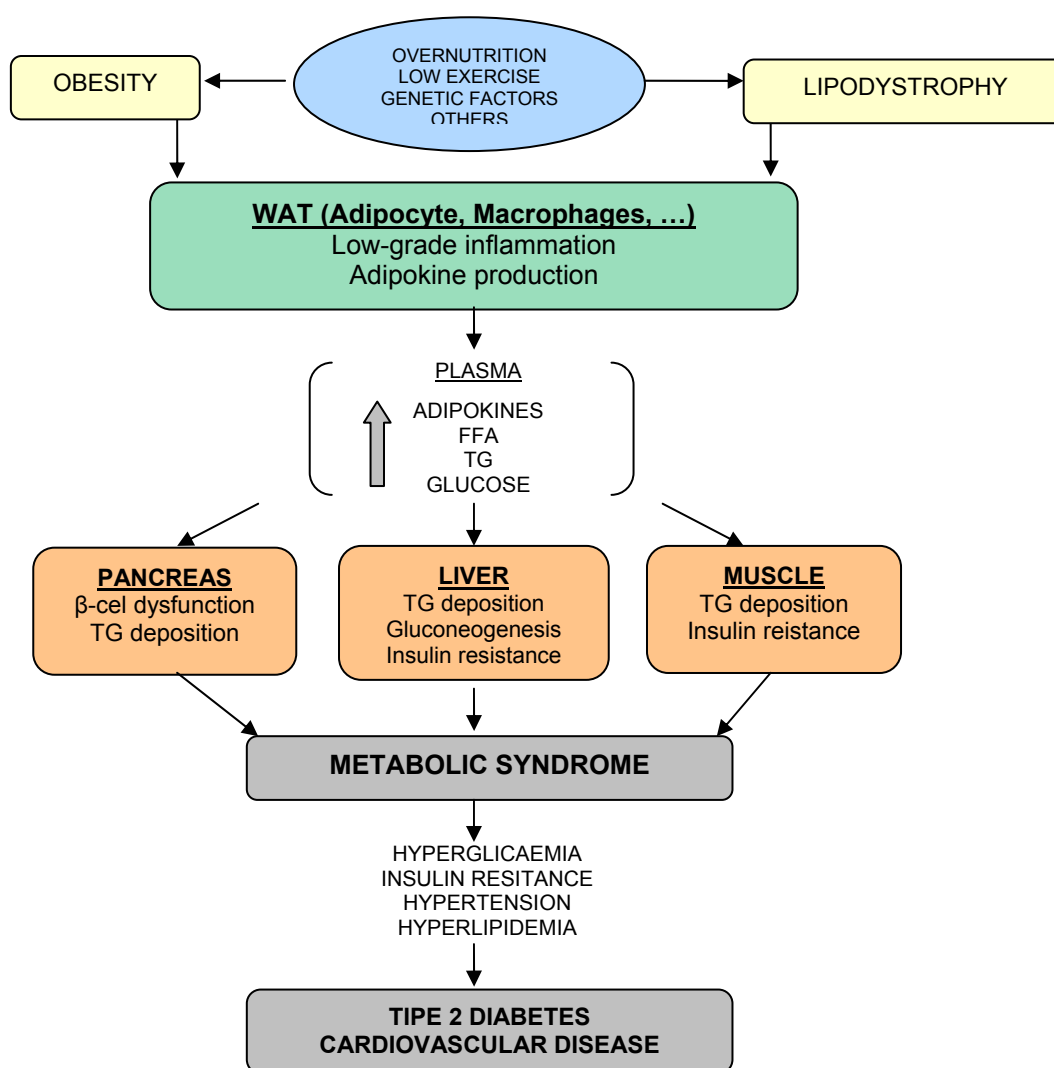 OVERNUTRITION
LOW EXERCISE
GENETIC FACTORS
OTHERS
OBESITY
LIPODYSTROPHY
WAT (Adipocyte, Macrophages, …)
Low-grade inflammation
Adipokine production
PLASMA
ADIPOKINES
FFA
TG
GLUCOSE
PANCREAS
β-cel dysfunction
TG deposition
LIVER
TG deposition
Gluconeogenesis
Insulin resistance
MUSCLE
TG deposition
Insulin reistance
METABOLIC SYNDROME
HYPERGLICAEMIA
INSULIN RESITANCE
HYPERTENSION
HYPERLIPIDEMIA
TIPE 2 DIABETES
CARDIOVASCULAR DISEASE